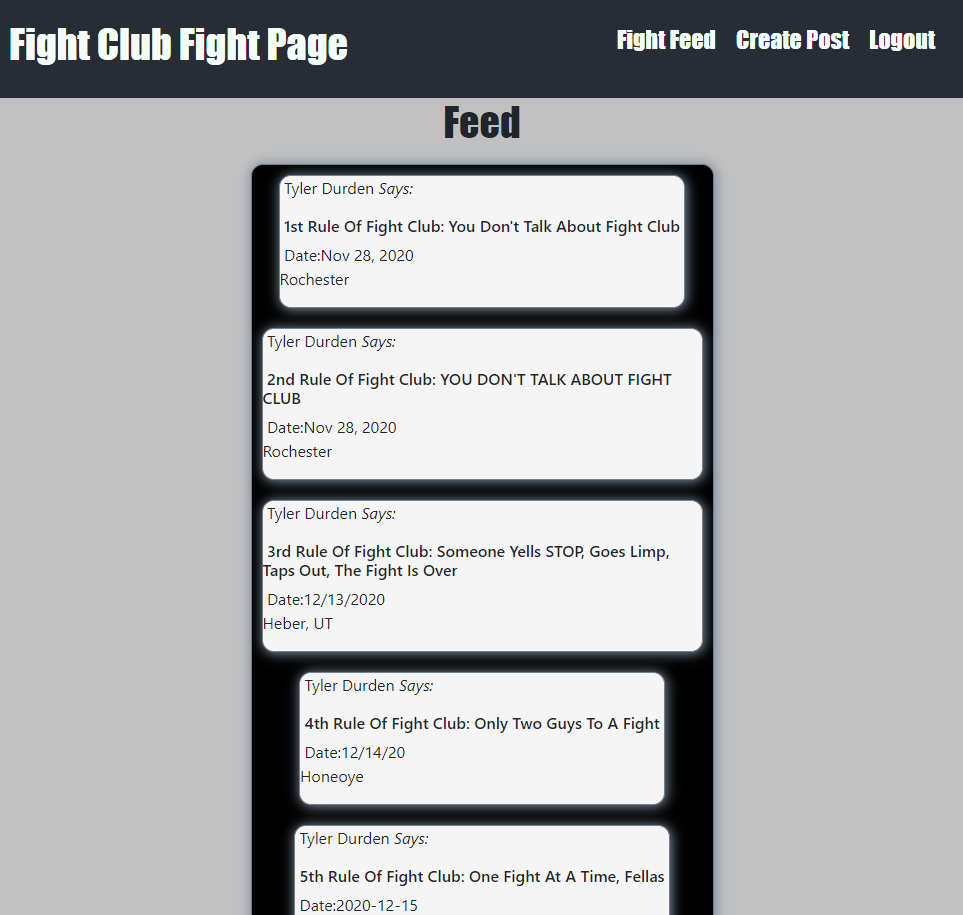 Fight Club Fight Page
Fight Feed Create Post Logout
Feed
Tyler Durden Says:
1st Rule Of Fight Club: You Don't Talk About Fight Club
Date:Nov 28, 2020
Rochester
Tyler Durden Says:
2nd Rule Of Fight Club: YOU DON'T TALK ABOUT FIGHT
CLUB
Date:Nov 28, 2020
Rochester
Tyler Durden Says:
3rd Rule Of Fight Club: Someone Yells STOP, Goes Limp,
Taps Out, The Fight Is Over
Date:12/13/2020
Heber, UT
Tyler Durden Says:
4th Rule Of Fight Club: Only Two Guys To A Fight
Date:12/14/20
Honeoye
Tyler Durden Says:
5th Rule Of Fight Club: One Fight At A Time, Fellas
Date:2020-12-15